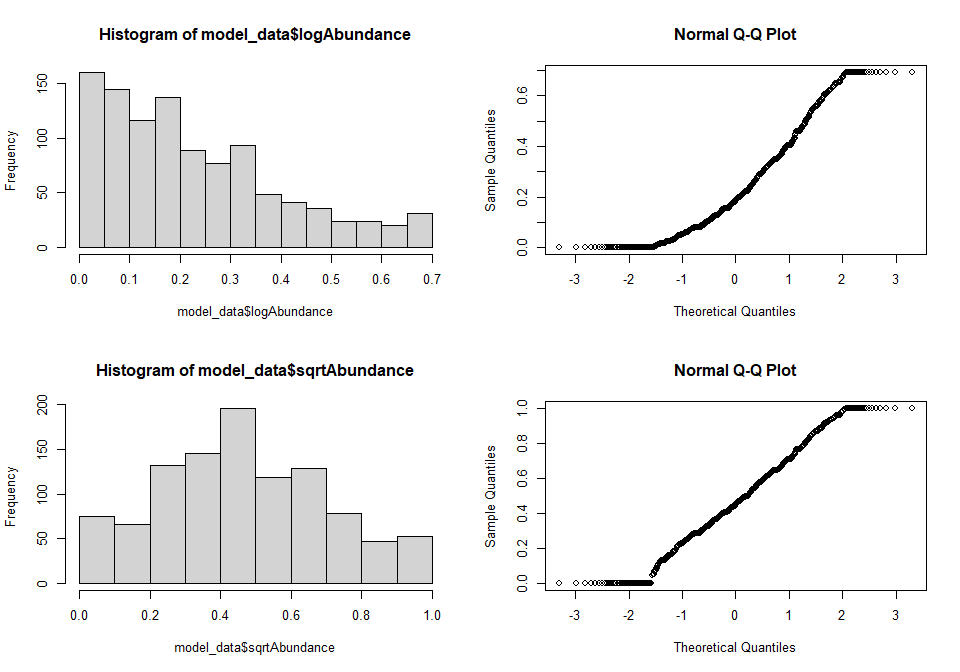 Histogram of model_data$logAbundance
Frequency
0 50 100 150
0.0 0.1 0.2 0.3 0.4 0.5 0.6 0.7
model_data$logAbundance
Normal Q-Q Plot
Sample Quantiles
0.0 0.2 0.4 0.6
-3 -2 -1 0 1 2 3
Theoretical Quantiles
Histogram of model_data$sqrtAbundance
Frequency
0 50 100 150 200
0.0 0.2 0.4 0.6 0.8 1.0
model_data$sqrtAbundance
Normal Q-Q Plot
Sample Quantiles
0.0 0.2 0.4 0.6 0.8 1.0
-3 -2 -1 0 1 2 3
Theoretical Quantiles